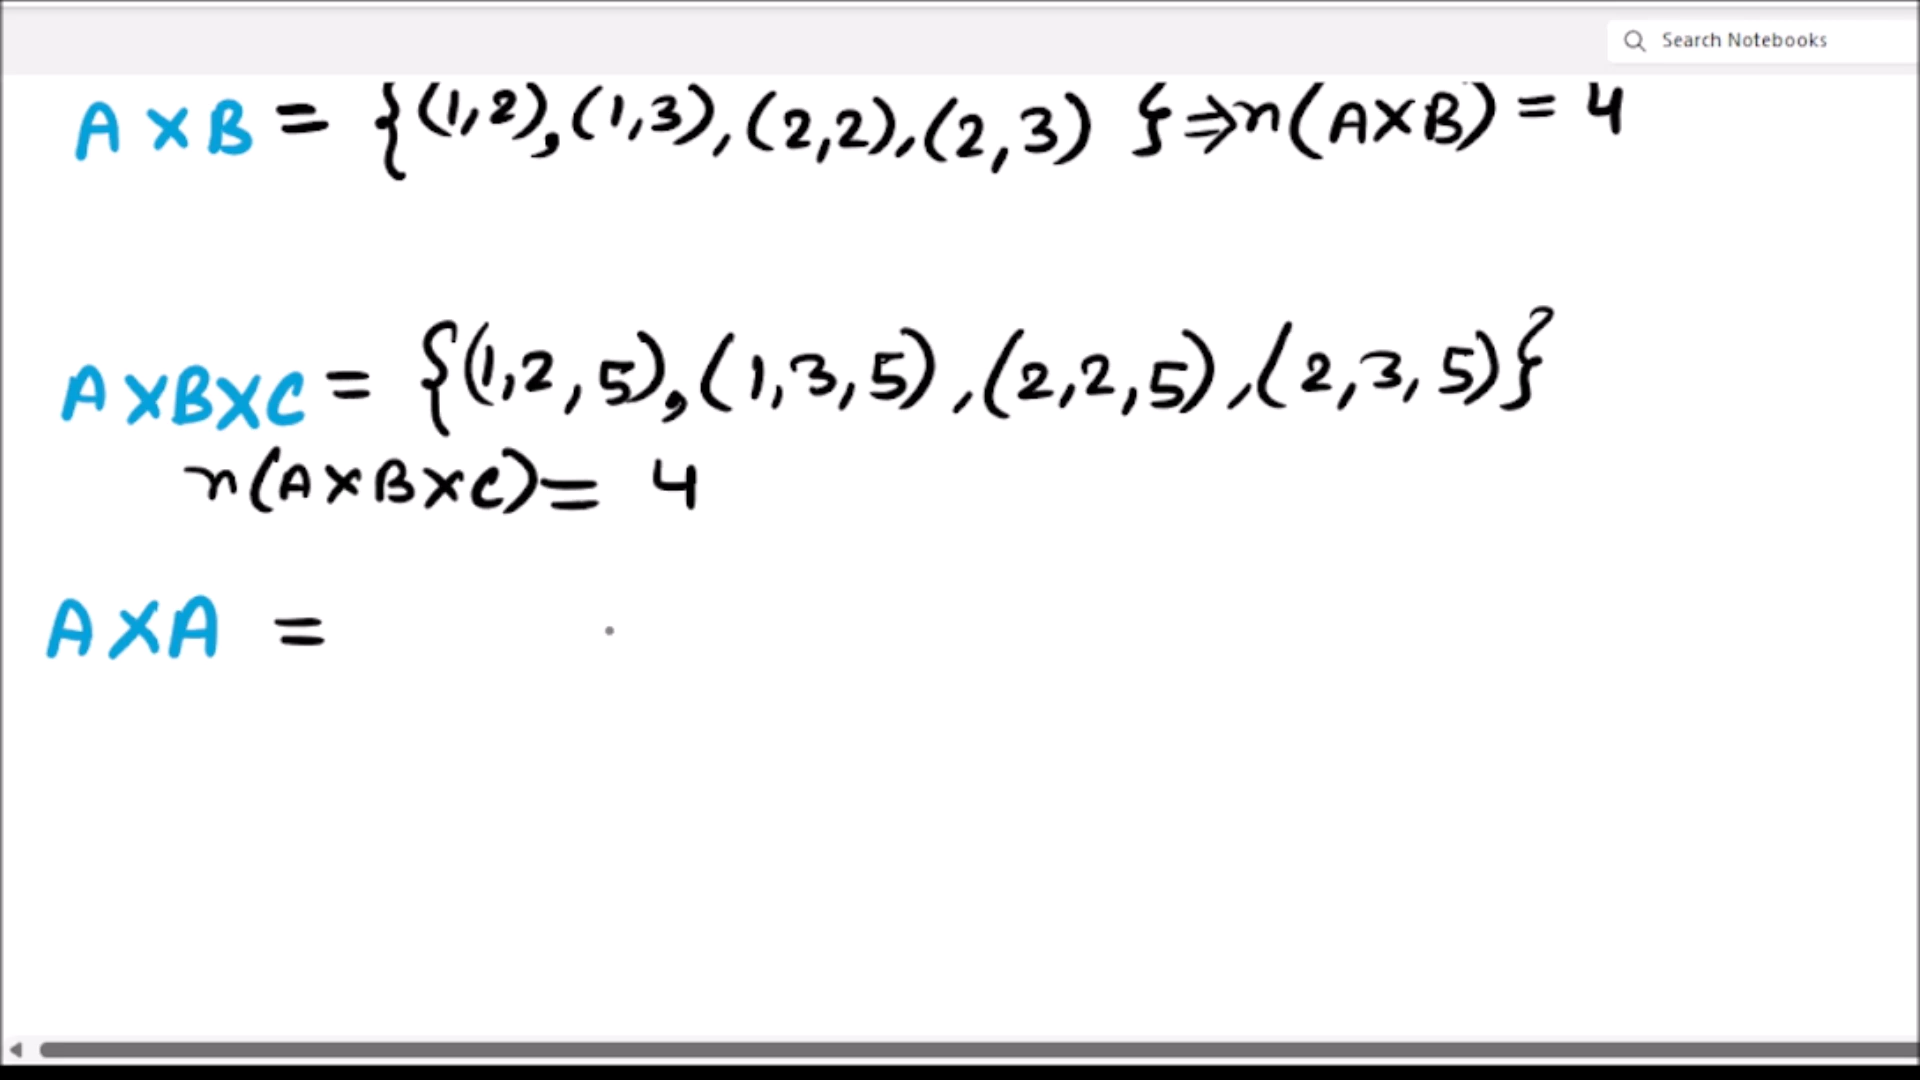 Search Notebooks
A×B = {(1,2),(1,3),(2,2),(2,3)} ⇒ n(A×B) = 4
A×B×C = {(1,2,5),(1,3,5),(2,2,5),(2,3,5)}
n(A×B×C) = 4
A×A =